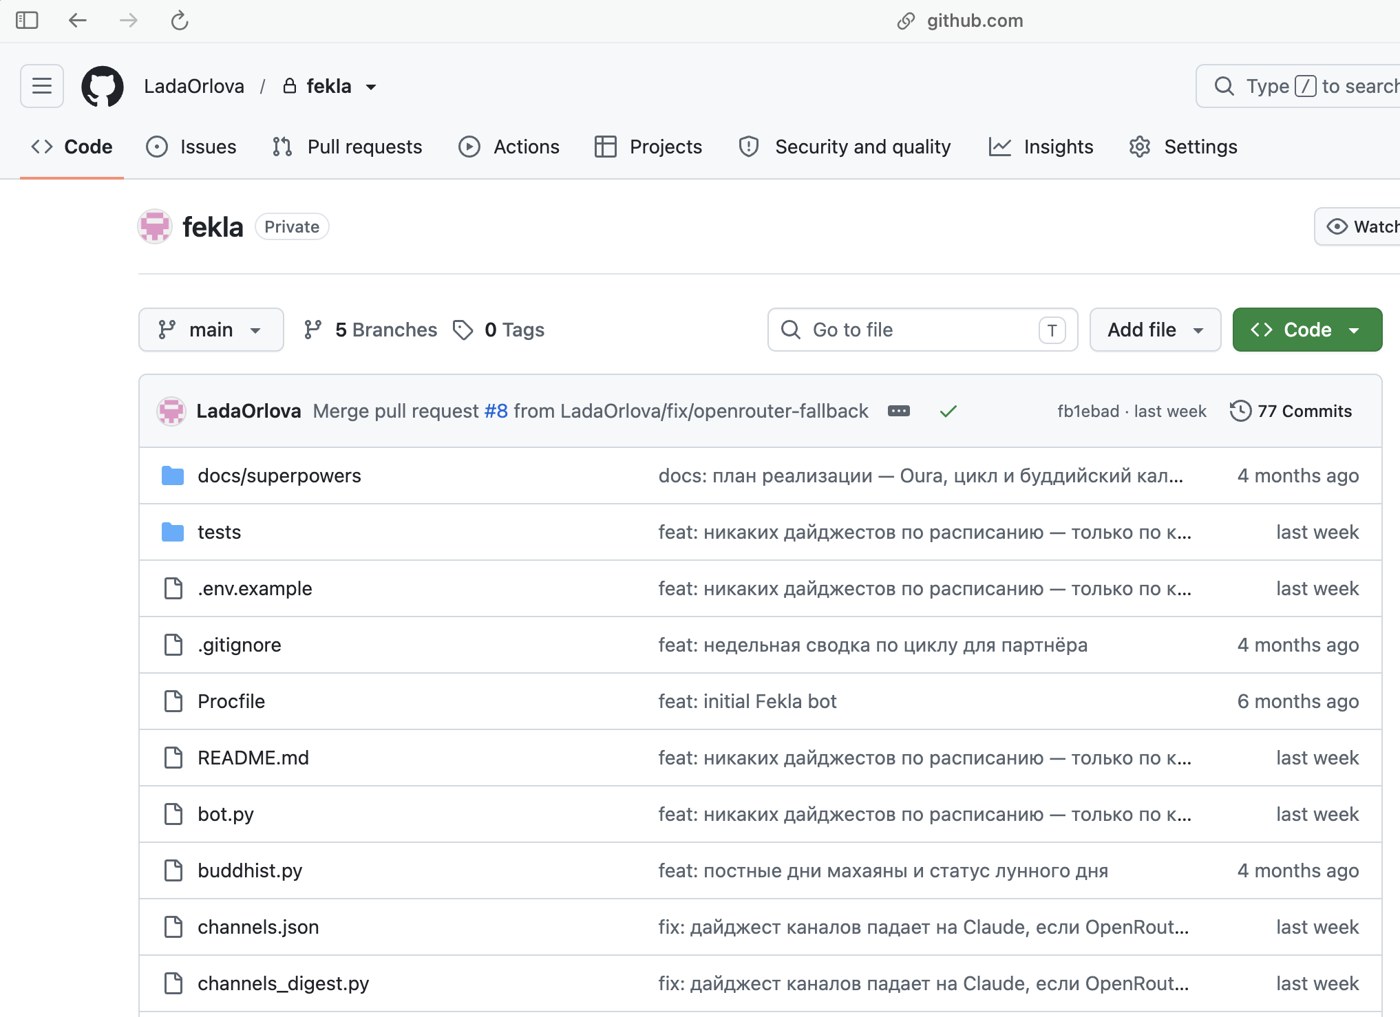 github.com
LadaOrlova / fekla
Type / to search
Code Issues Pull requests Actions Projects Security and quality Insights Settings
fekla Private
Watch
main 5 Branches 0 Tags Go to file T Add file Code
LadaOrlova Merge pull request #8 from LadaOrlova/fix/openrouter-fallback fb1ebad · last week 77 Commits
docs/superpowers docs: план реализации — Oura, цикл и буддийский кал... 4 months ago
tests feat: никаких дайджестов по расписанию — только по к... last week
.env.example feat: никаких дайджестов по расписанию — только по к... last week
.gitignore feat: недельная сводка по циклу для партнёра 4 months ago
Procfile feat: initial Fekla bot 6 months ago
README.md feat: никаких дайджестов по расписанию — только по к... last week
bot.py feat: никаких дайджестов по расписанию — только по к... last week
buddhist.py feat: постные дни махаяны и статус лунного дня 4 months ago
channels.json fix: дайджест каналов падает на Claude, если OpenRout... last week
channels_digest.py fix: дайджест каналов падает на Claude, если OpenRout... last week